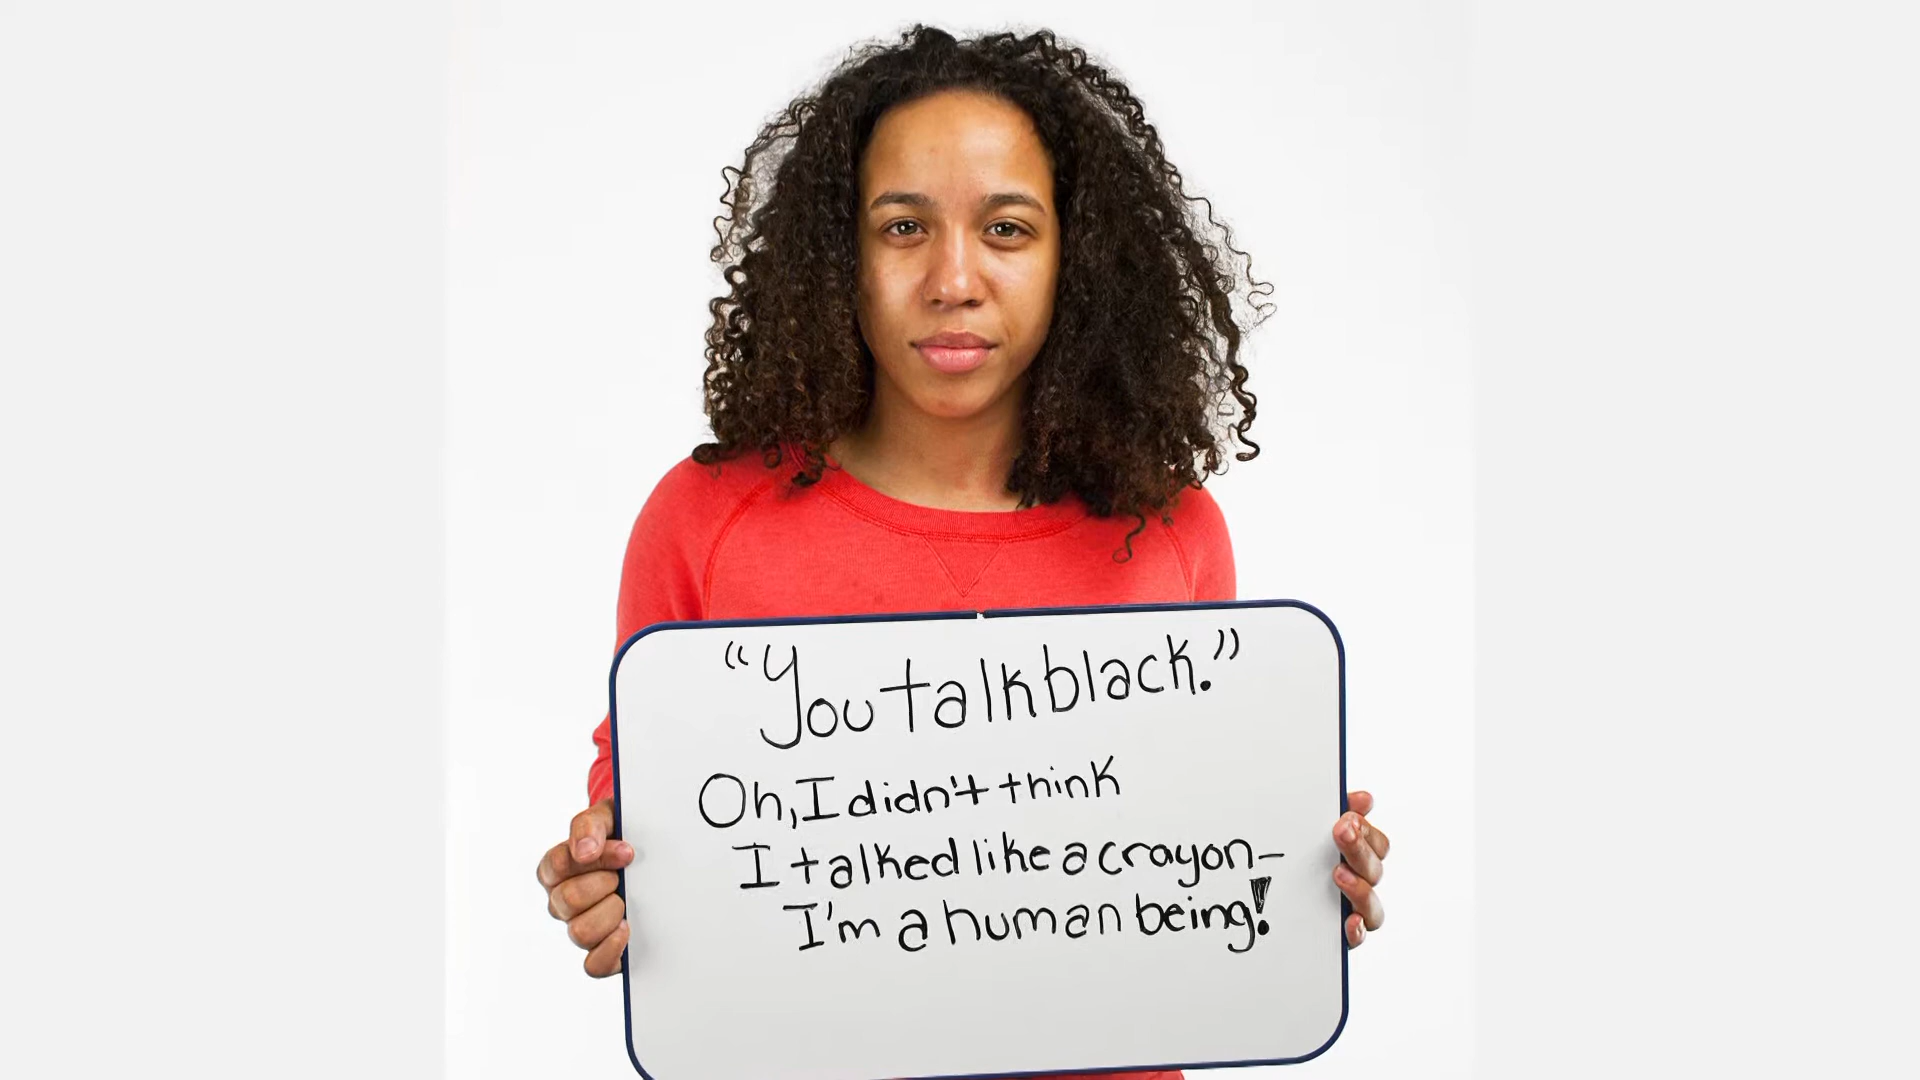 "You talk black."
Oh, I didn't think
I talked like a crayon-
I'm a human being!